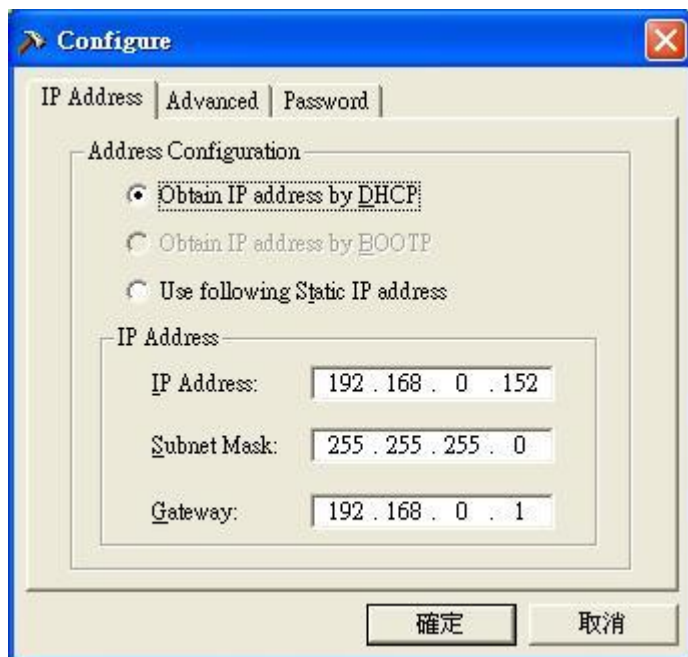 Configure
IP Address Advanced Password
Address Configuration
Obtain IP address by DHCP
Obtain IP address by BOOTP
Use following Static IP address
IP Address
IP Address: 192 . 168 . 0 . 152
Subnet Mask: 255 . 255 . 255 . 0
Gateway: 192 . 168 . 0 . 1
確定 取消